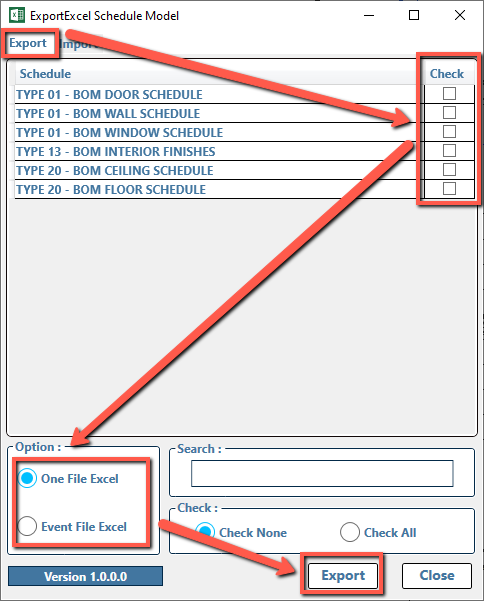 ExportExcel Schedule Model
Export Import
Schedule Check
TYPE 01 - BOM DOOR SCHEDULE
TYPE 01 - BOM WALL SCHEDULE
TYPE 01 - BOM WINDOW SCHEDULE
TYPE 13 - BOM INTERIOR FINISHES
TYPE 20 - BOM CEILING SCHEDULE
TYPE 20 - BOM FLOOR SCHEDULE
Option :
One File Excel
Event File Excel
Search :
Check :
Check None Check All
Version 1.0.0.0
Export
Close